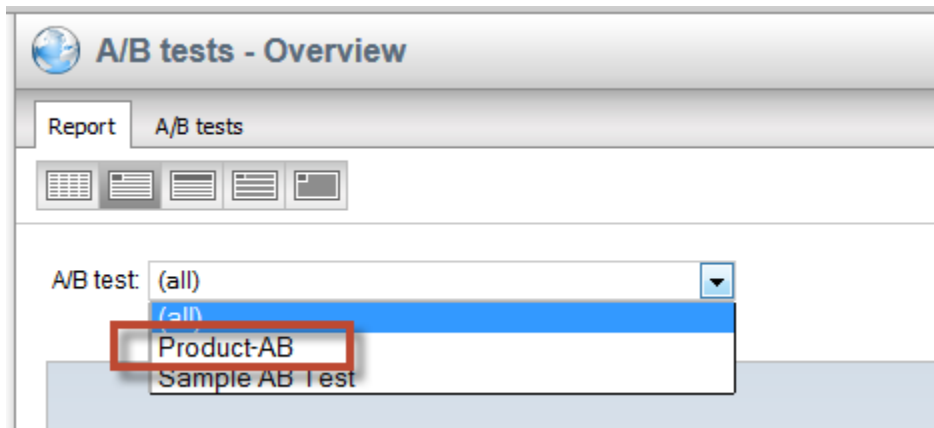 A/B tests - Overview
Report A/B tests
A/B test: (all)
(all)
Product-AB
Sample AB Test